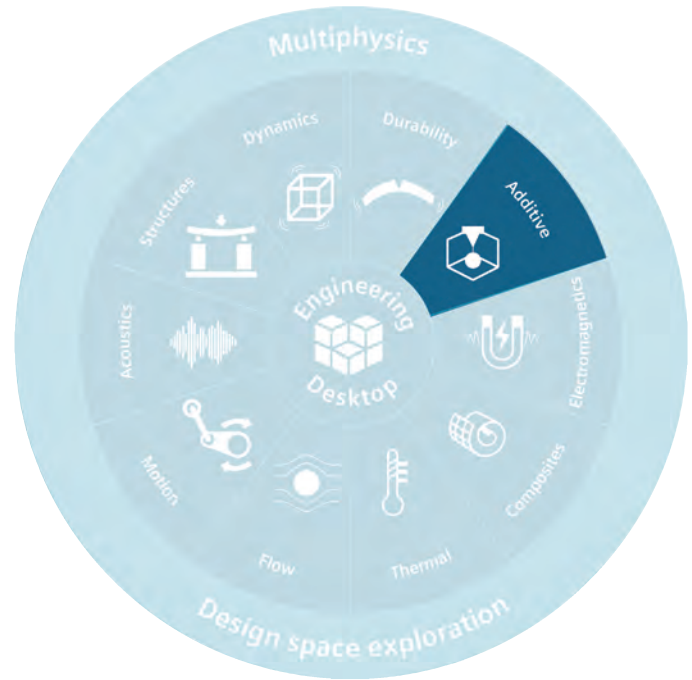 Multiphysics
Dynamics
Durability
Structures
Additive
Engineering
Desktop
Acoustics
Electromagnetics
Motion
Composites
Flow
Thermal
Design space exploration